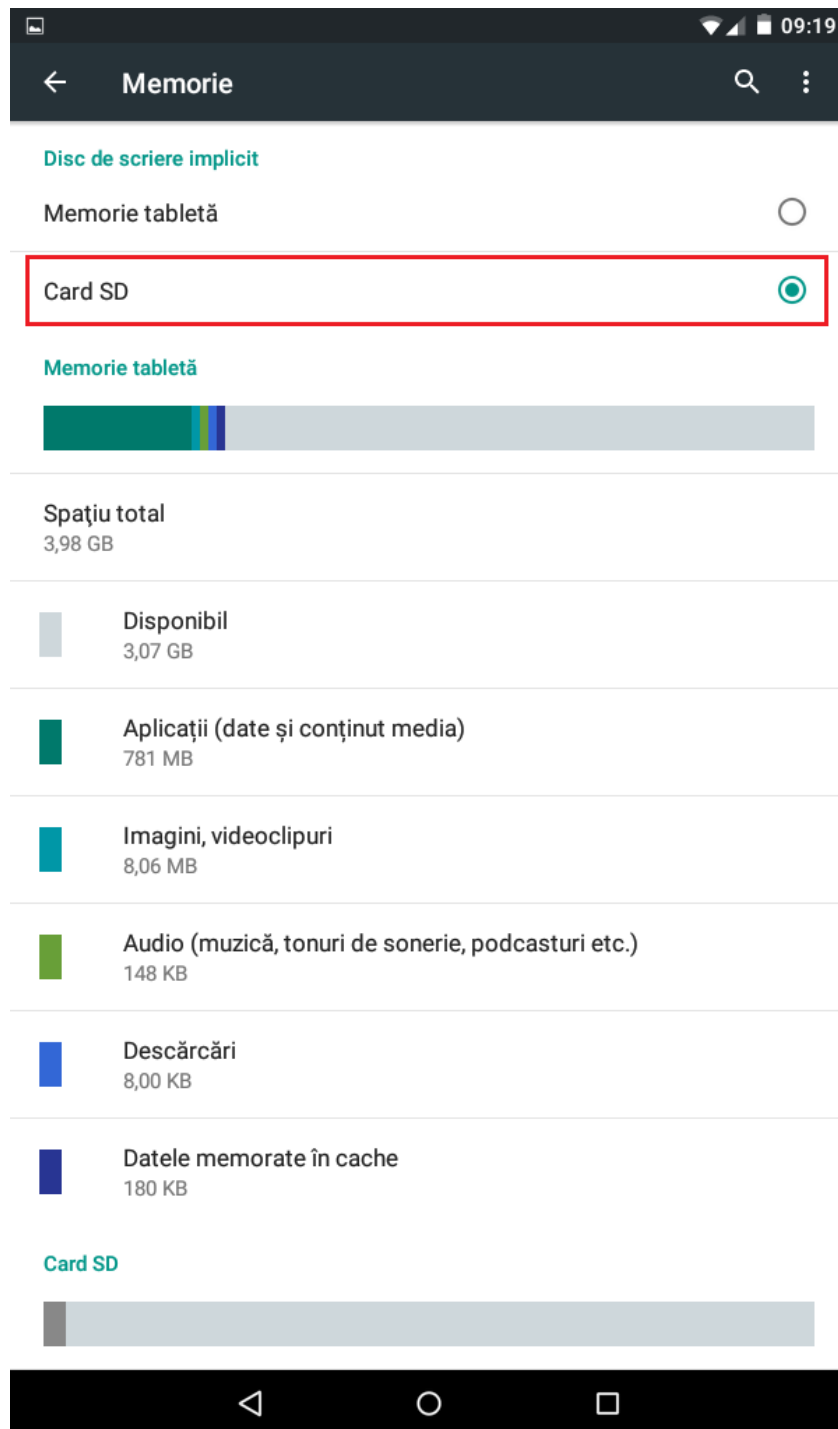 09:19
Memorie
Disc de scriere implicit
Memorie tabletă
Card SD
Memorie tabletă
Spaţiu total
3,98 GB
Disponibil
3,07 GB
Aplicații (date și conținut media)
781 MB
Imagini, videoclipuri
8,06 MB
Audio (muzică, tonuri de sonerie, podcasturi etc.)
148 KB
Descărcări
8,00 KB
Datele memorate în cache
180 KB
Card SD